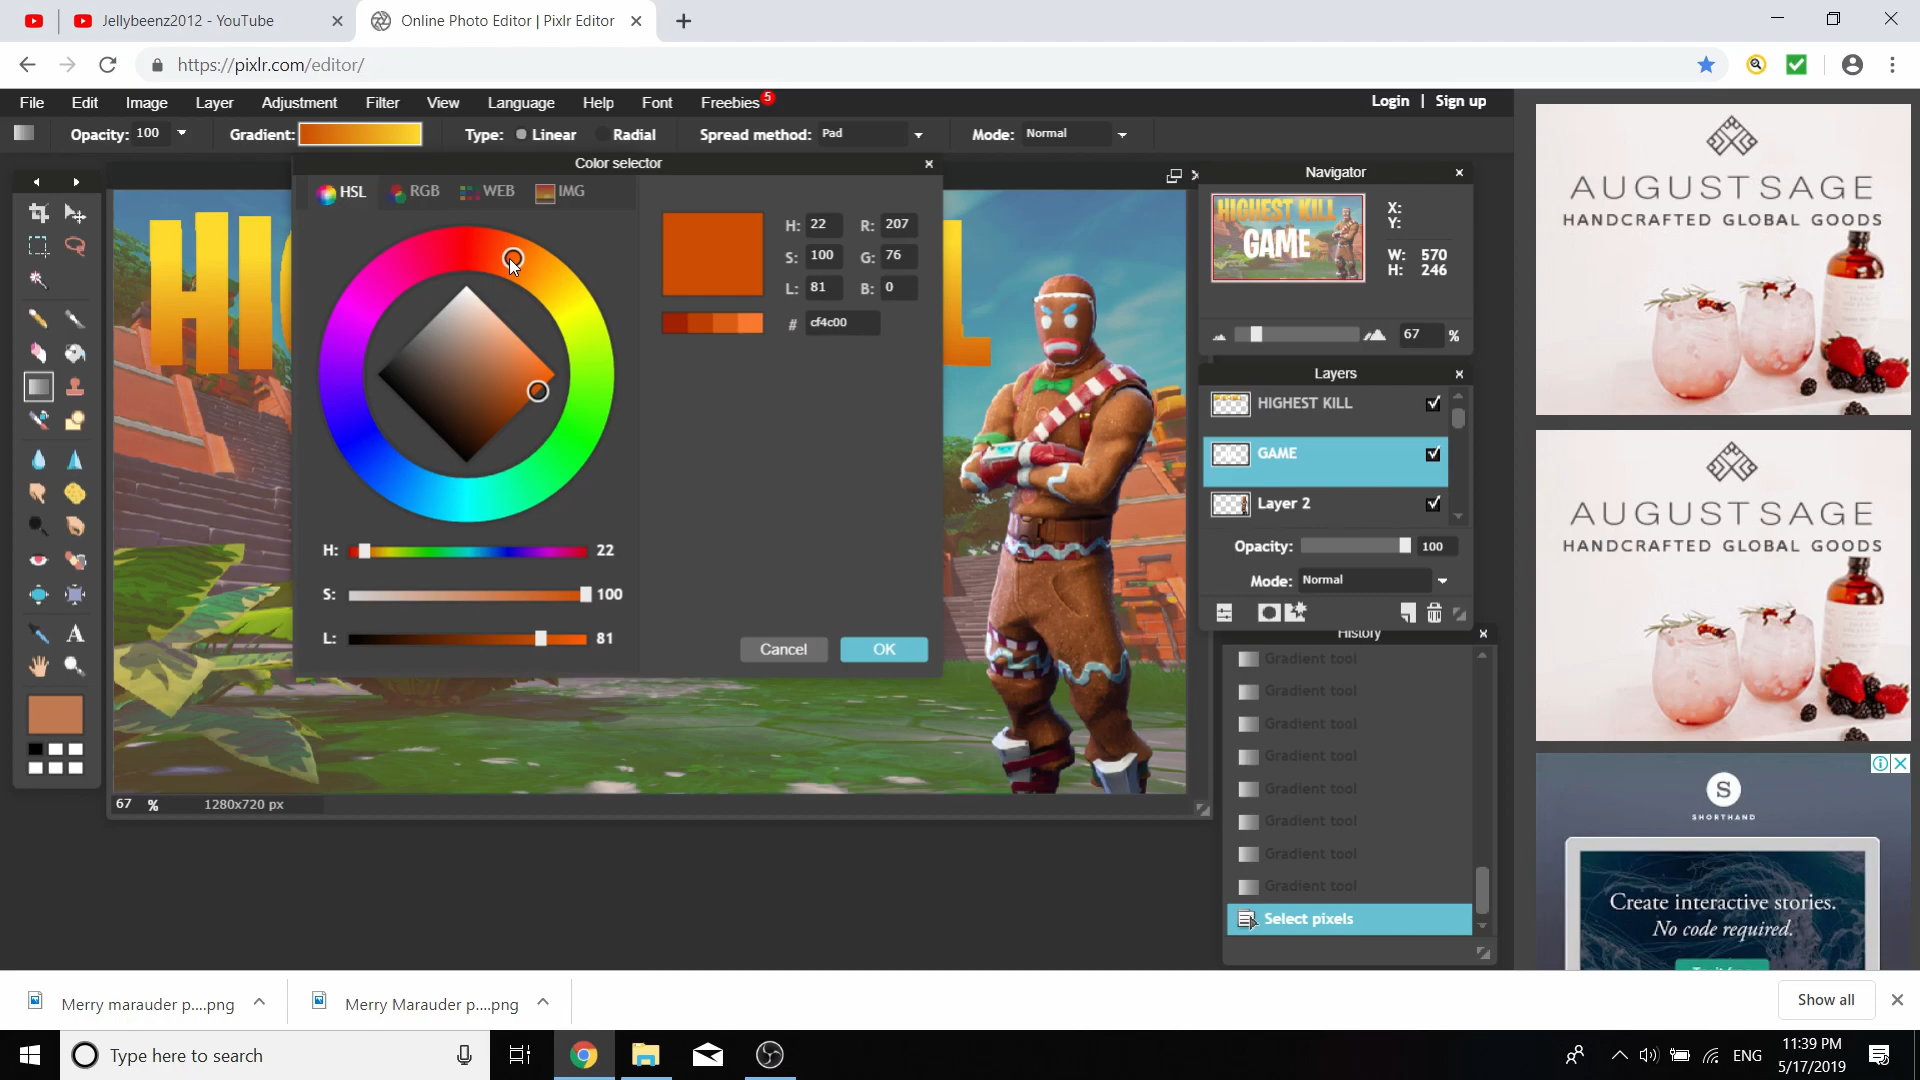 Jellybeenz2012 - YouTube
Online Photo Editor | Pixlr Editor
https://pixlr.com/editor/
File Edit Image Layer Adjustment Filter View Language Help Font Freebies 5
Login | Sign up
Opacity: 100 Gradient: Type: Linear Radial Spread method: Pad Mode: Normal
Color selector
HSL RGB WEB IMG
H: 22 R: 207
S: 100 G: 76
L: 81 B: 0
# cf4c00
H: 22
S: 100
L: 81
Cancel OK
HI
L
67 % 1280x720 px
Navigator
HIGHEST KILL
GAME
X:
Y:
W: 570
H: 246
67 %
Layers
HIGHEST KILL
GAME
Layer 2
Opacity: 100
Mode: Normal
History
Gradient tool
Gradient tool
Gradient tool
Gradient tool
Gradient tool
Gradient tool
Gradient tool
Gradient tool
Select pixels
AUGUST SAGE
HANDCRAFTED GLOBAL GOODS
AUGUST SAGE
HANDCRAFTED GLOBAL GOODS
S
SHORTHAND
Create interactive stories.
No code required.
Merry marauder p....png
Merry Marauder p....png
Show all
Type here to search
ENG
11:39 PM
5/17/2019